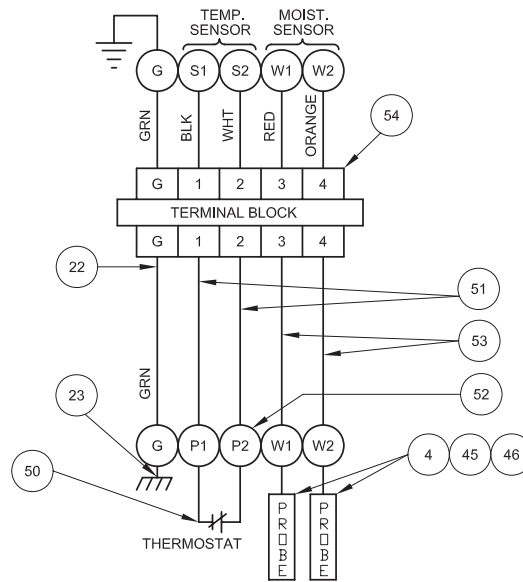 TEMP. SENSOR
MOIST. SENSOR
G S1 S2 W1 W2
GRN BLK WHT RED ORANGE
54
G 1 2 3 4
TERMINAL BLOCK
G 1 2 3 4
22
51
53
GRN
23
52
G P1 P2 W1 W2
50
4 45 46
THERMOSTAT
PROBE PROBE